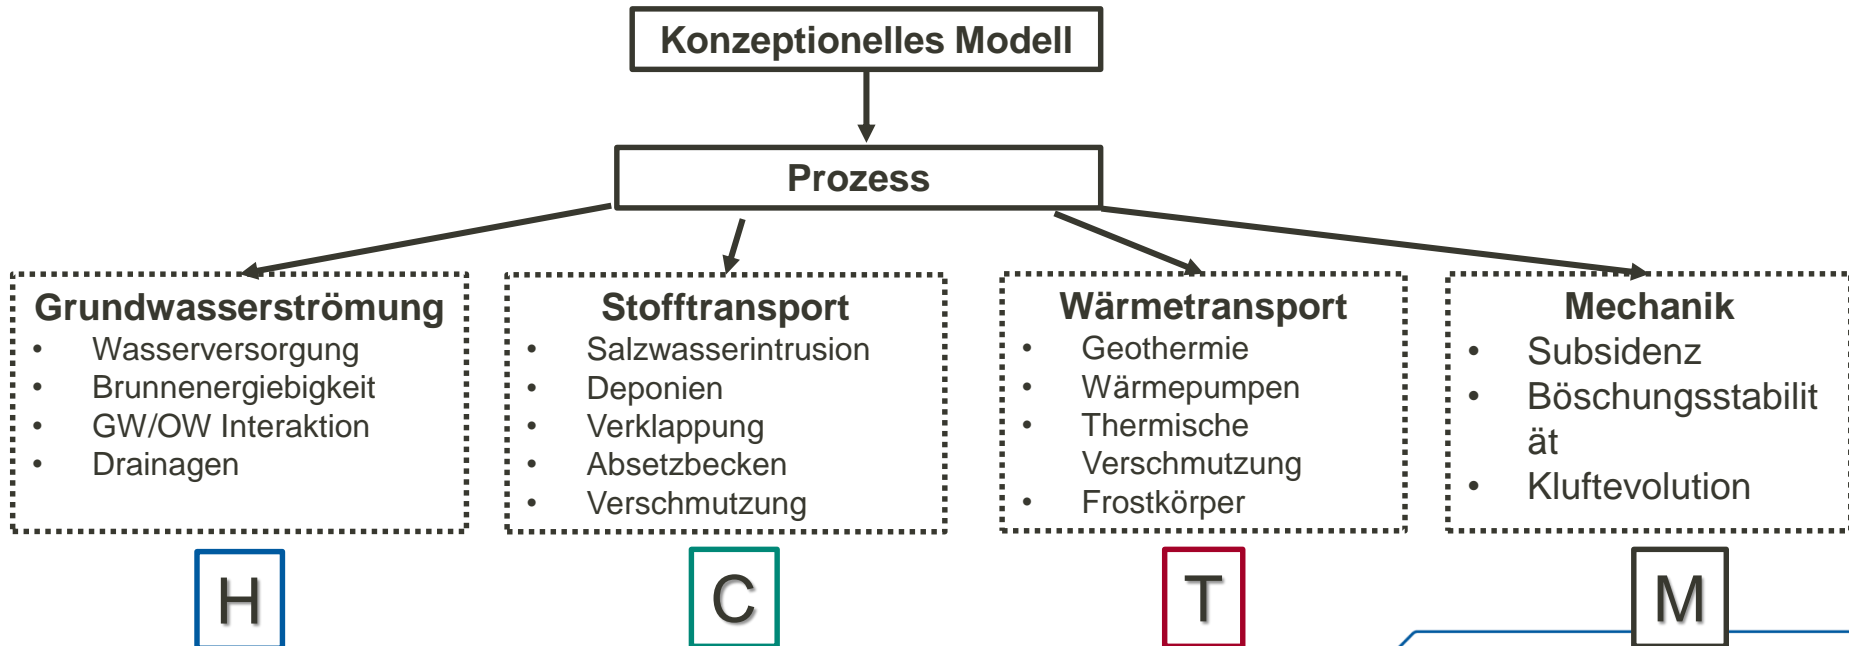 Konzeptionelles Modell
Prozess
Grundwasserströmung
• Wasserversorgung
• Brunnenergiebigkeit
• GW/OW Interaktion
• Drainagen
H
Stofftransport
• Salzwasserintrusion
• Deponien
• Verklappung
• Absetzbecken
• Verschmutzung
C
Wärmetransport
• Geothermie
• Wärmepumpen
• Thermische
Verschmutzung
• Frostkörper
T
Mechanik
• Subsidenz
• Böschungsstabilit
ät
• Kluftevolution
M